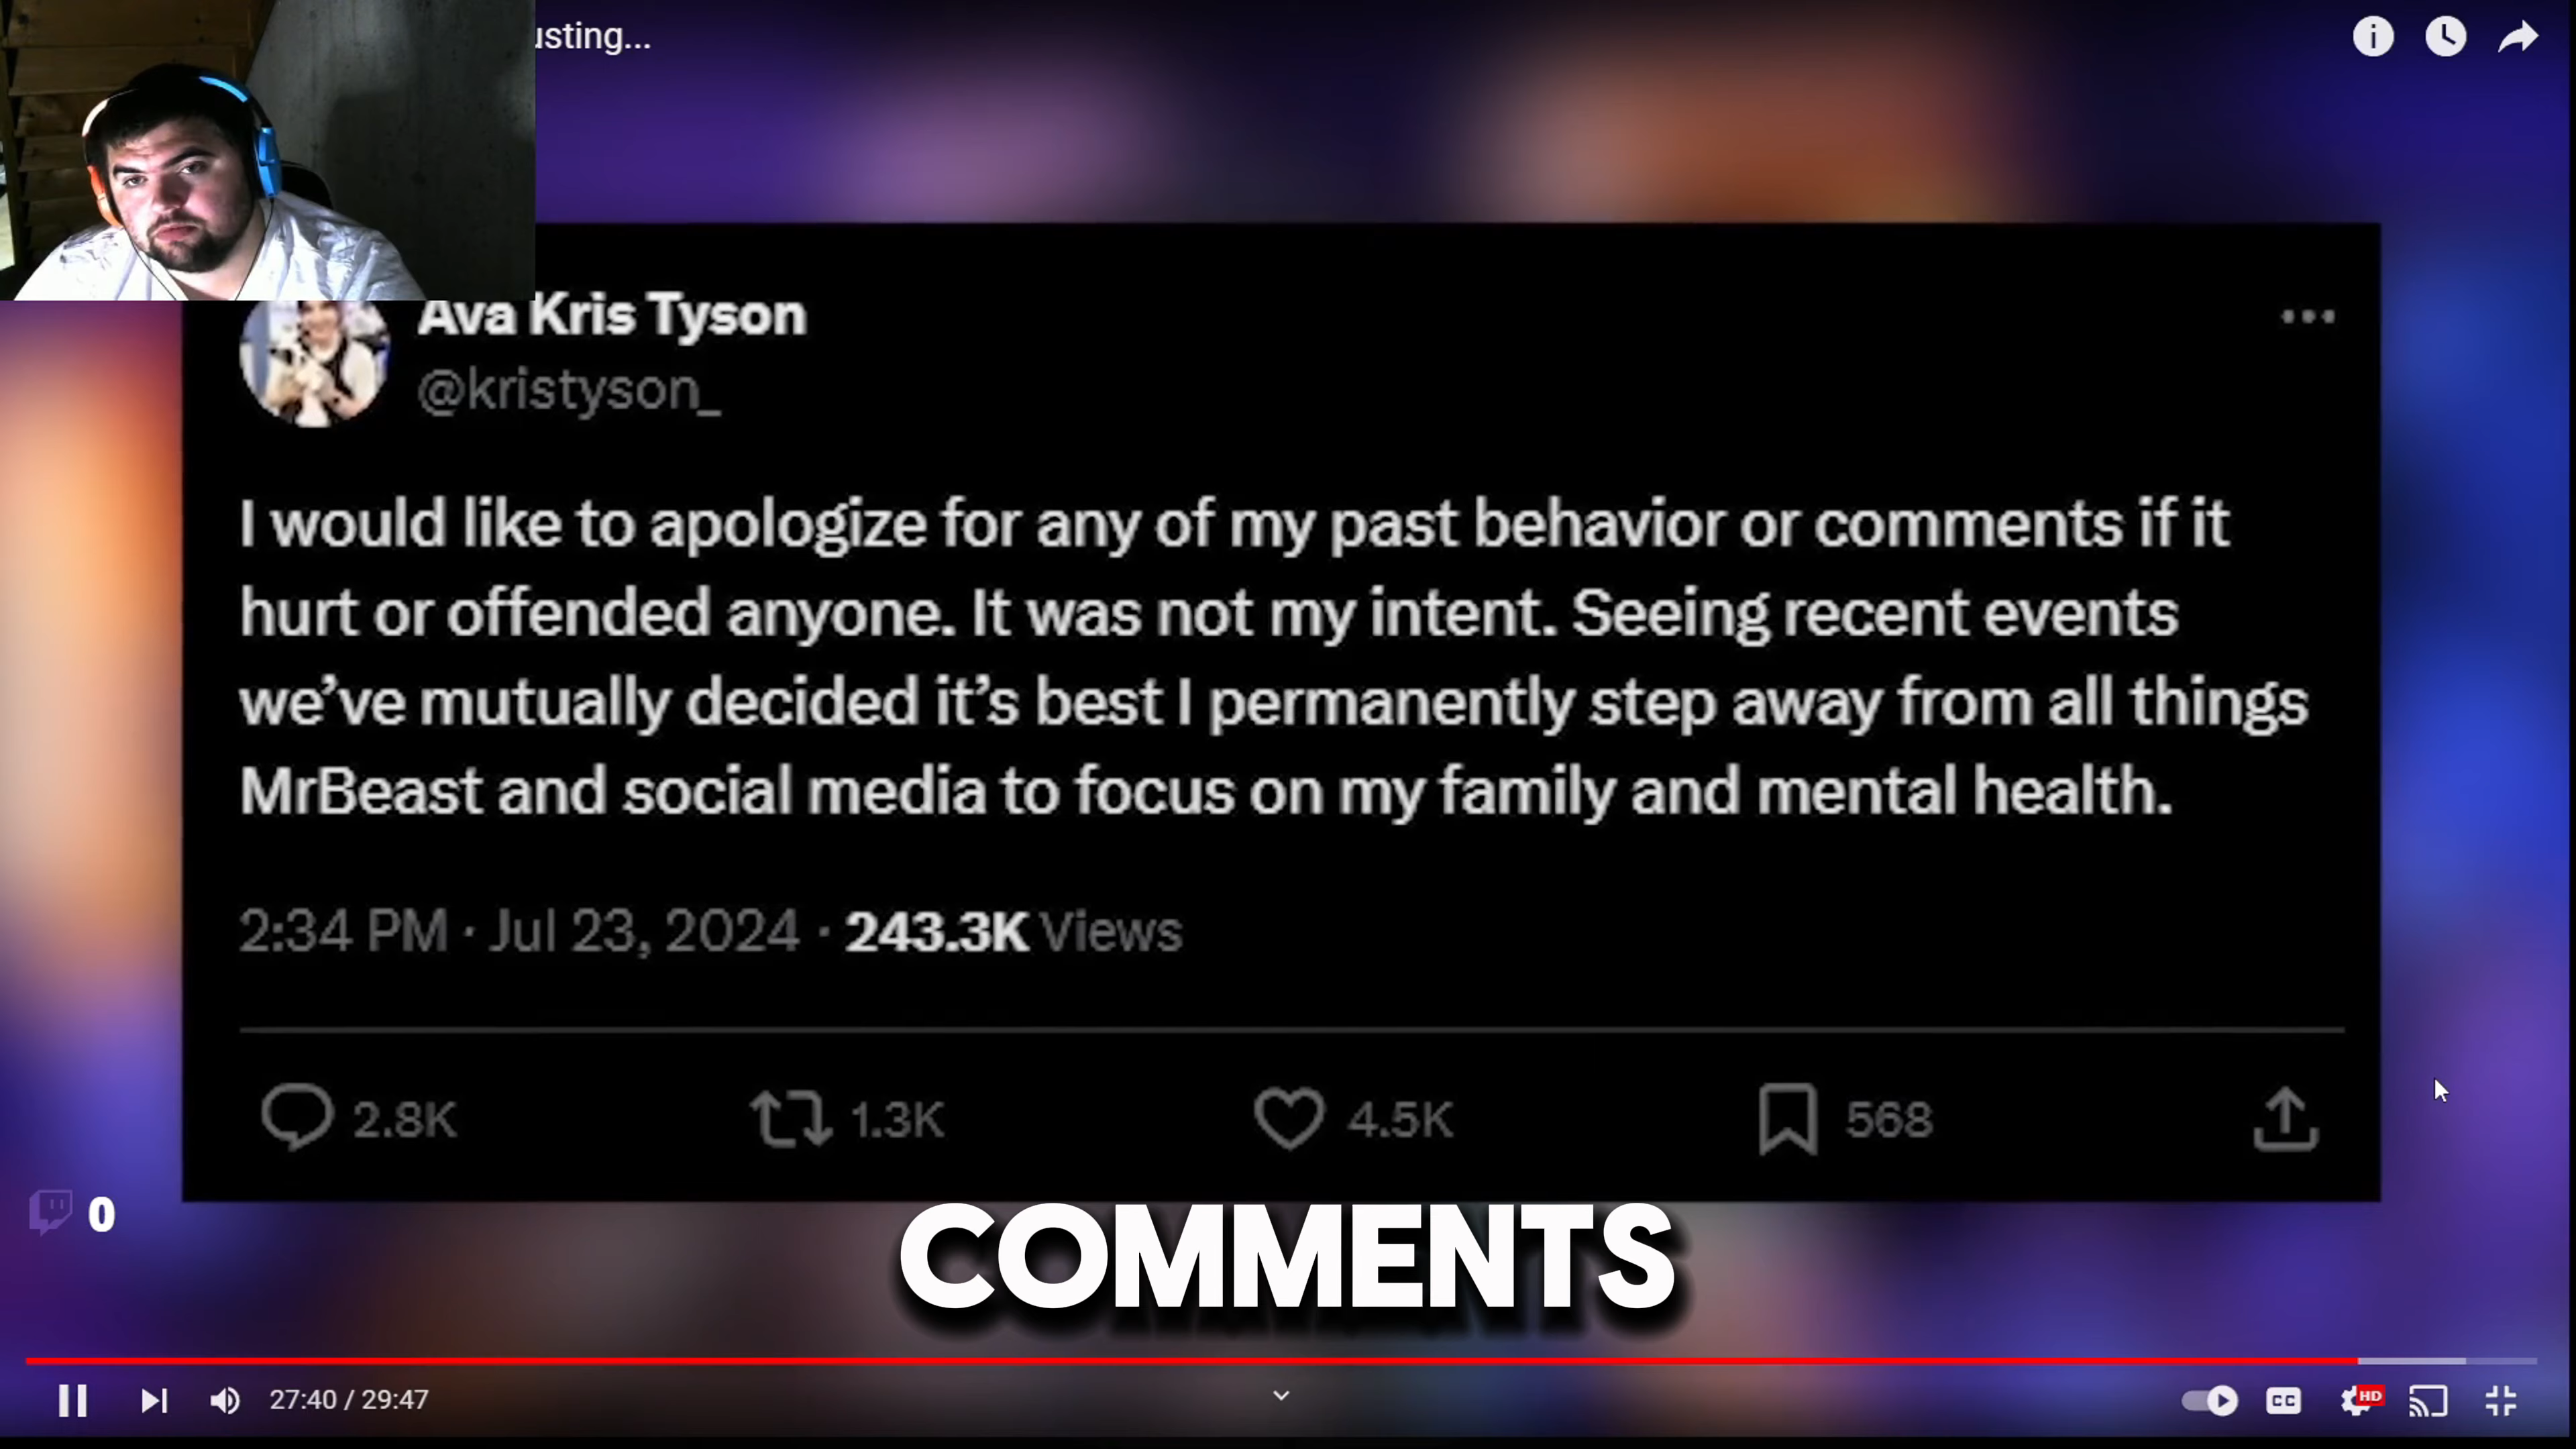 usting...
Ava Kris Tyson
@kristyson_
I would like to apologize for any of my past behavior or comments if it
hurt or offended anyone. It was not my intent. Seeing recent events
we've mutually decided it's best I permanently step away from all things
MrBeast and social media to focus on my family and mental health.
2:34 PM · Jul 23, 2024 · 243.3K Views
2.8K 1.3K 4.5K 568
0
COMMENTS
27:40 / 29:47
CC HD